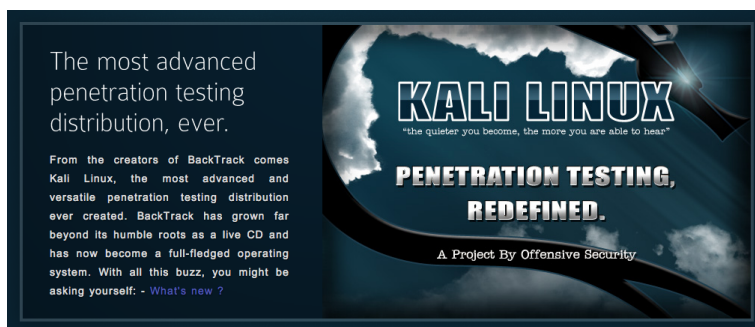 The most advanced
penetration testing
distribution, ever.
From the creators of BackTrack comes
Kali Linux, the most advanced and
versatile penetration testing distribution
ever created. BackTrack has grown far
beyond its humble roots as a live CD and
has now become a full-fledged operating
system. With all this buzz, you might be
asking yourself: - What's new ?
KALI LINUX
"the quieter you become, the more you are able to hear"
PENETRATION TESTING,
REDEFINED.
A Project By Offensive Security